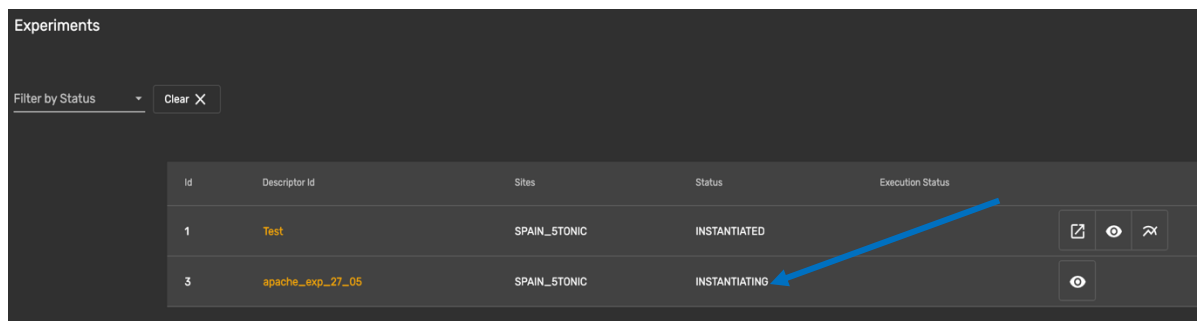 Experiments
Filter by Status
Clear
Id Descriptor Id Sites Status Execution Status
1 Test SPAIN_5TONIC INSTANTIATED
3 apache_exp_27_05 SPAIN_5TONIC INSTANTIATING